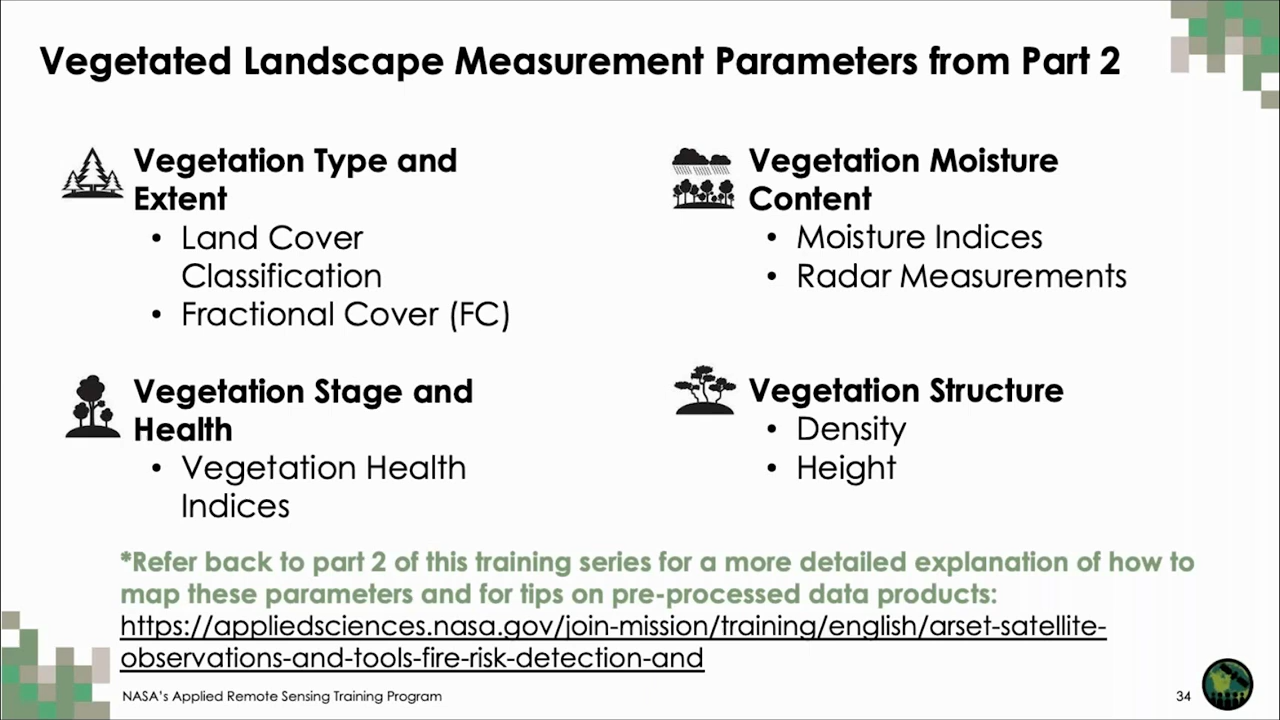 Vegetated Landscape Measurement Parameters from Part 2
Vegetation Type and
Extent
• Land Cover
Classification
• Fractional Cover (FC)
Vegetation Stage and
Health
• Vegetation Health
Indices
Vegetation Moisture
Content
• Moisture Indices
• Radar Measurements
Vegetation Structure
• Density
• Height
*Refer back to part 2 of this training series for a more detailed explanation of how to
map these parameters and for tips on pre-processed data products:
https://appliedsciences.nasa.gov/join-mission/training/english/arset-satellite-
observations-and-tools-fire-risk-detection-and
NASA's Applied Remote Sensing Training Program
34